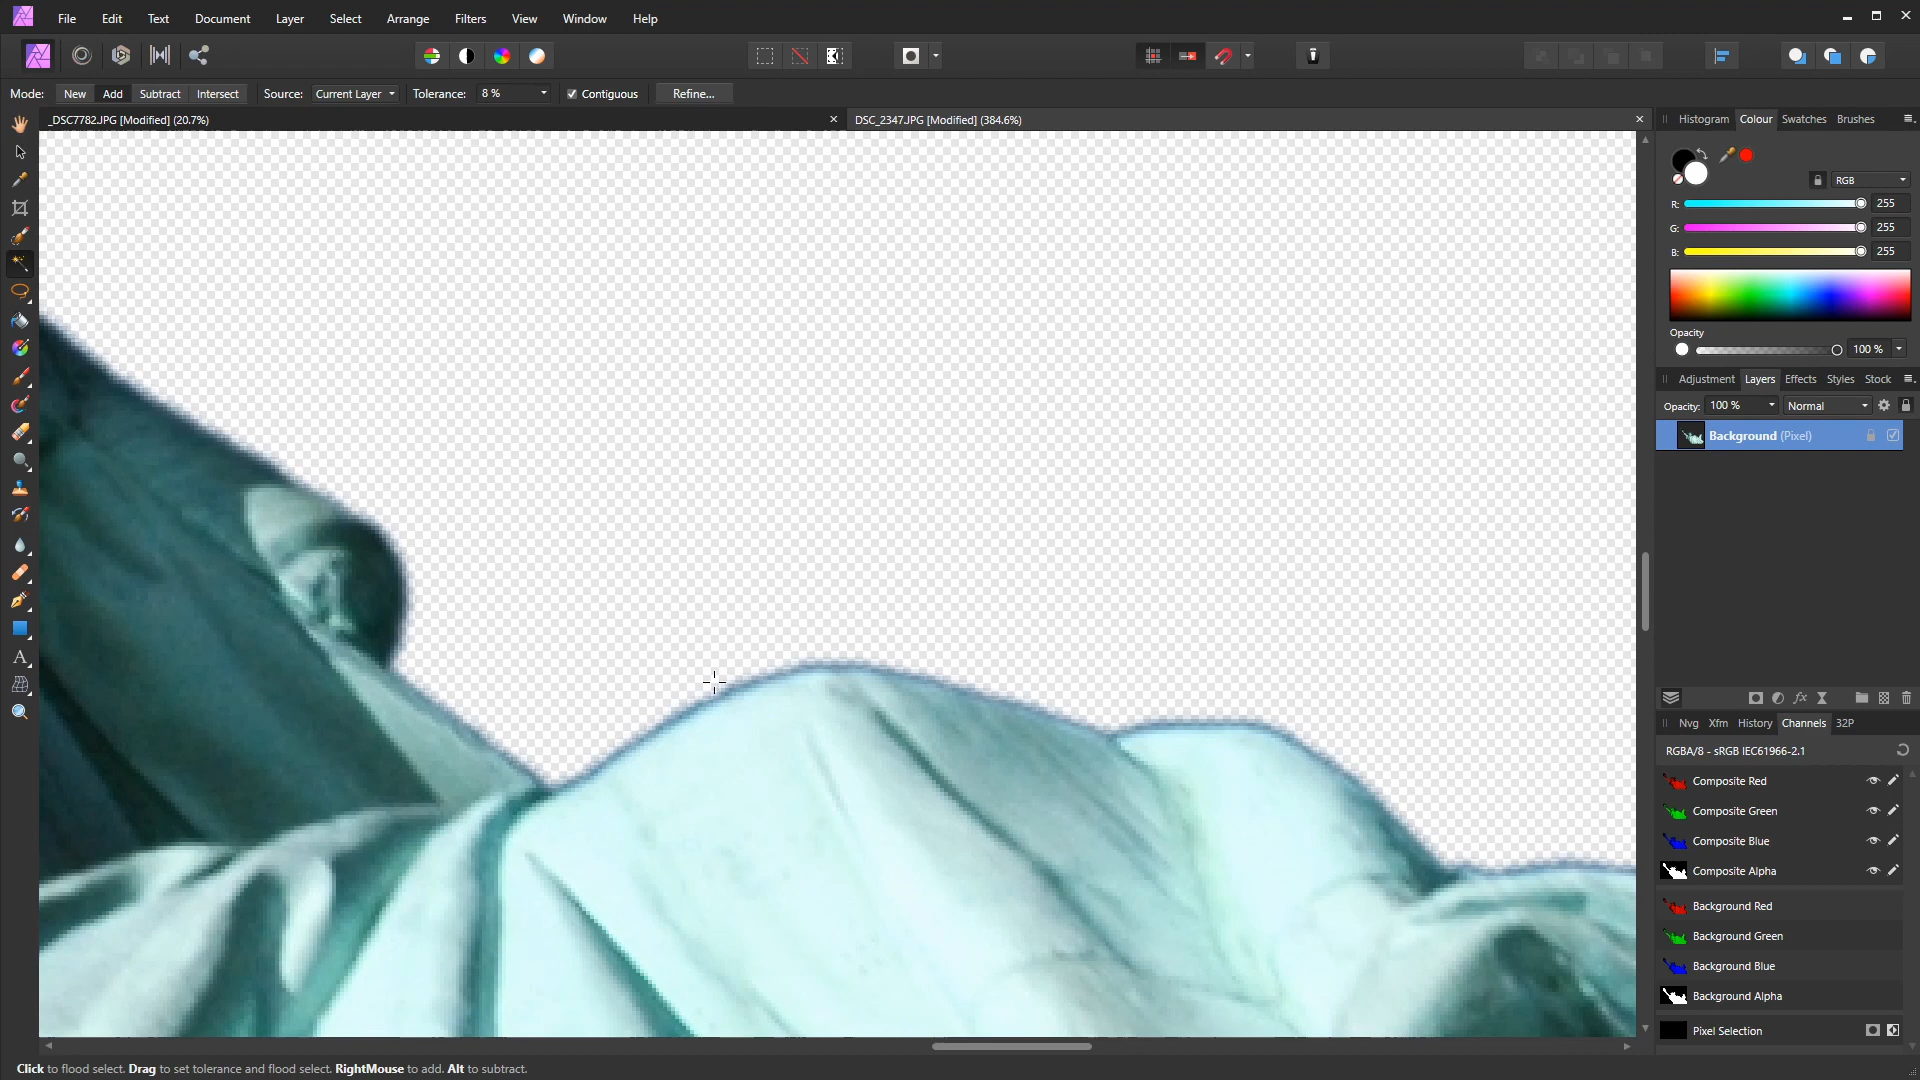 File Edit Text Document Layer Select Arrange Filters View Window Help
Mode: New Add Subtract Intersect Source: Current Layer Tolerance: 8 % Contiguous Refine...
_DSC7782.JPG [Modified] (20.7%) DSC_2347.JPG [Modified] (384.6%)
Histogram Colour Swatches Brushes
RGB
R: 255
G: 255
B: 255
Opacity
100 %
Adjustment Layers Effects Styles Stock
Opacity: 100 % Normal
Background (Pixel)
fx
Nvg Xfm History Channels 32P
RGBA/8 - sRGB IEC61966-2.1
Composite Red
Composite Green
Composite Blue
Composite Alpha
Background Red
Background Green
Background Blue
Background Alpha
Pixel Selection
Click to flood select. Drag to set tolerance and flood select. RightMouse to add. Alt to subtract.